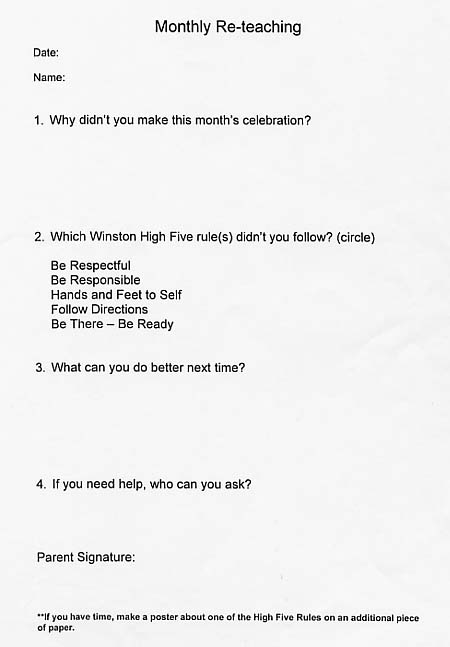 Monthly Re-teaching
Date:
Name:
1. Why didn't you make this month's celebration?
2. Which Winston High Five rule(s) didn't you follow? (circle)
Be Respectful
Be Responsible
Hands and Feet to Self
Follow Directions
Be There – Be Ready
3. What can you do better next time?
4. If you need help, who can you ask?
Parent Signature:
**If you have time, make a poster about one of the High Five Rules on an additional piece
of paper.